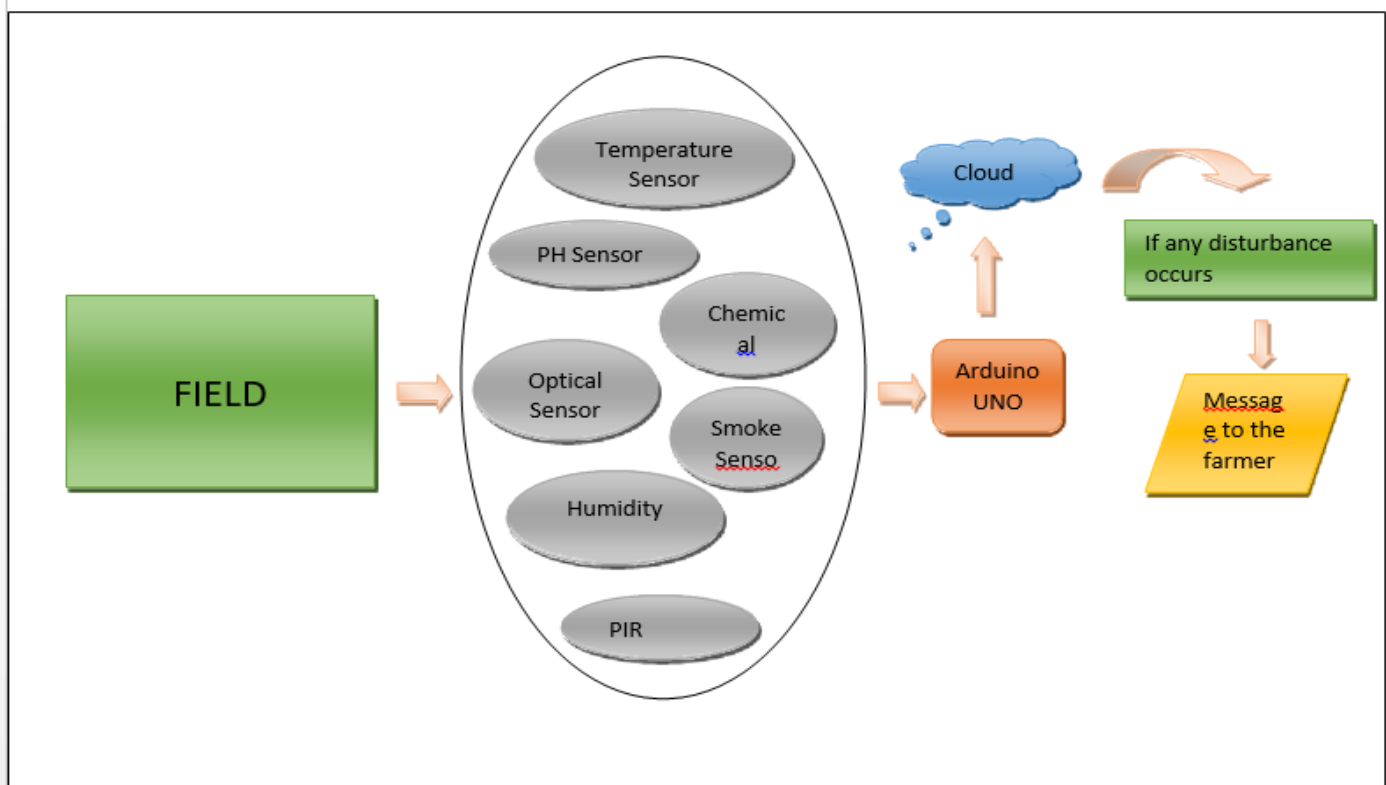 FIELD
Temperature
Sensor
PH Sensor
Chemic
al
Optical
Sensor
Smoke
Senso
Humidity
PIR
Arduino
UNO
Cloud
If any disturbance
occurs
Messag
e to the
farmer